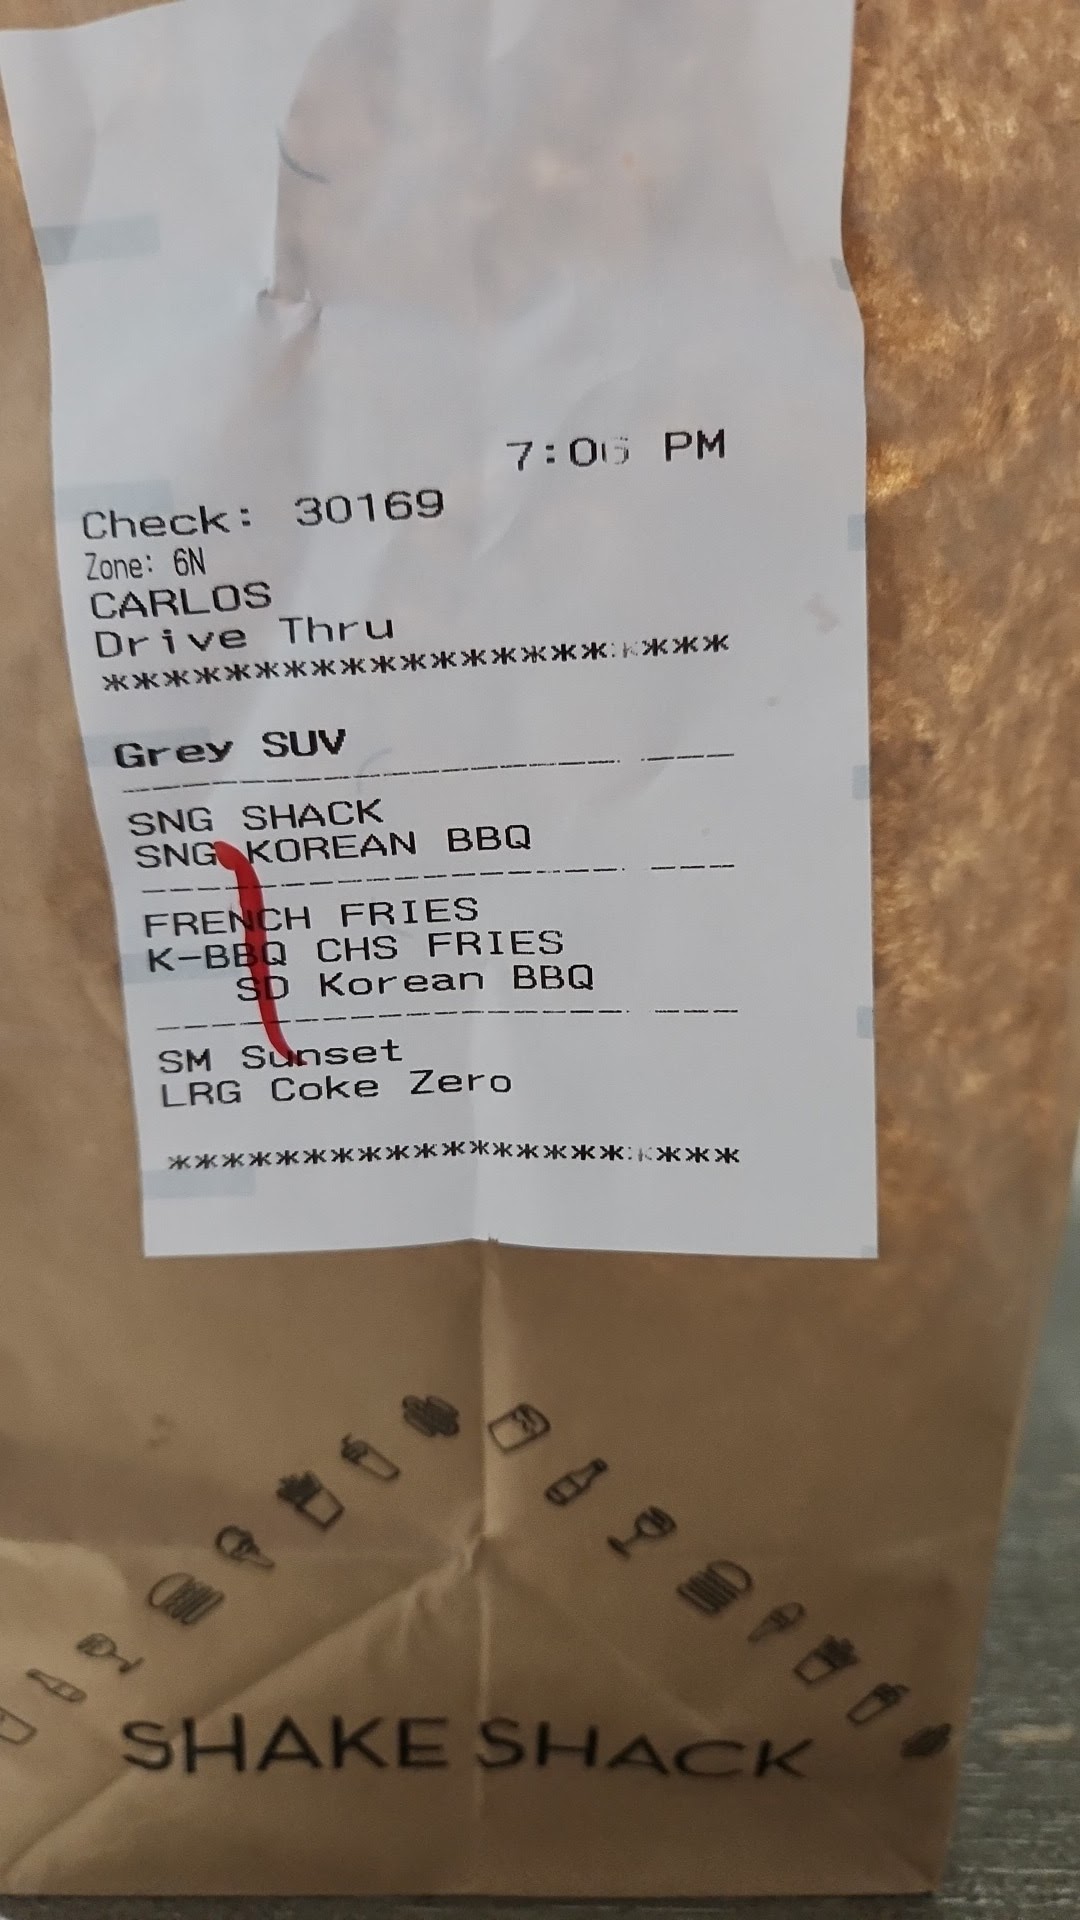 7:06 PM
Check: 30169
Zone: 6N
CARLOS
Drive Thru
*********************
Grey SUV
SNG SHACK
SNG KOREAN BBQ
FRENCH FRIES
K-BBQ CHS FRIES
SD Korean BBQ
SM Sunset
LRG Coke Zero
*********************
SHAKE SHACK